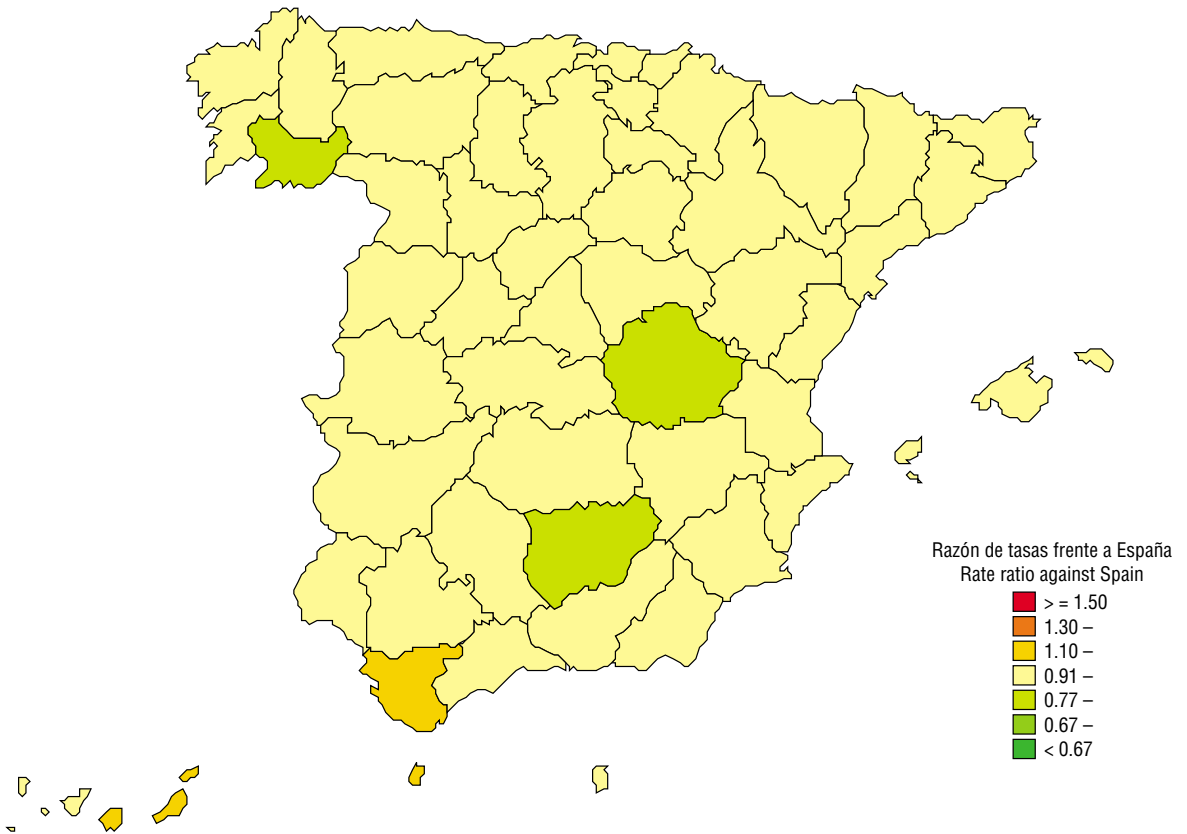 Razón de tasas frente a España
Rate ratio against Spain
> = 1.50
1.30 –
1.10 –
0.91 –
0.77 –
0.67 –
< 0.67